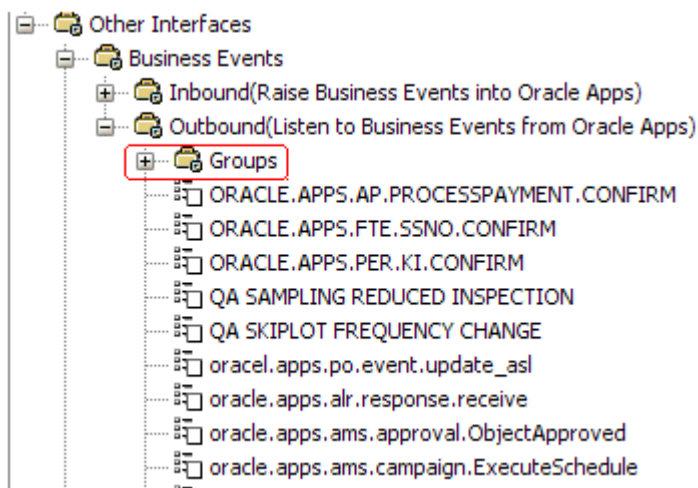 Other Interfaces
Business Events
Inbound(Raise Business Events into Oracle Apps)
Outbound(Listen to Business Events from Oracle Apps)
Groups
ORACLE.APPS.AP.PROCESSPAYMENT.CONFIRM
ORACLE.APPS.FTE.SSNO.CONFIRM
ORACLE.APPS.PER.KI.CONFIRM
QA SAMPLING REDUCED INSPECTION
QA SKIPLOT FREQUENCY CHANGE
oracel.apps.po.event.update_asl
oracle.apps.alr.response.receive
oracle.apps.ams.approval.ObjectApproved
oracle.apps.ams.campaign.ExecuteSchedule